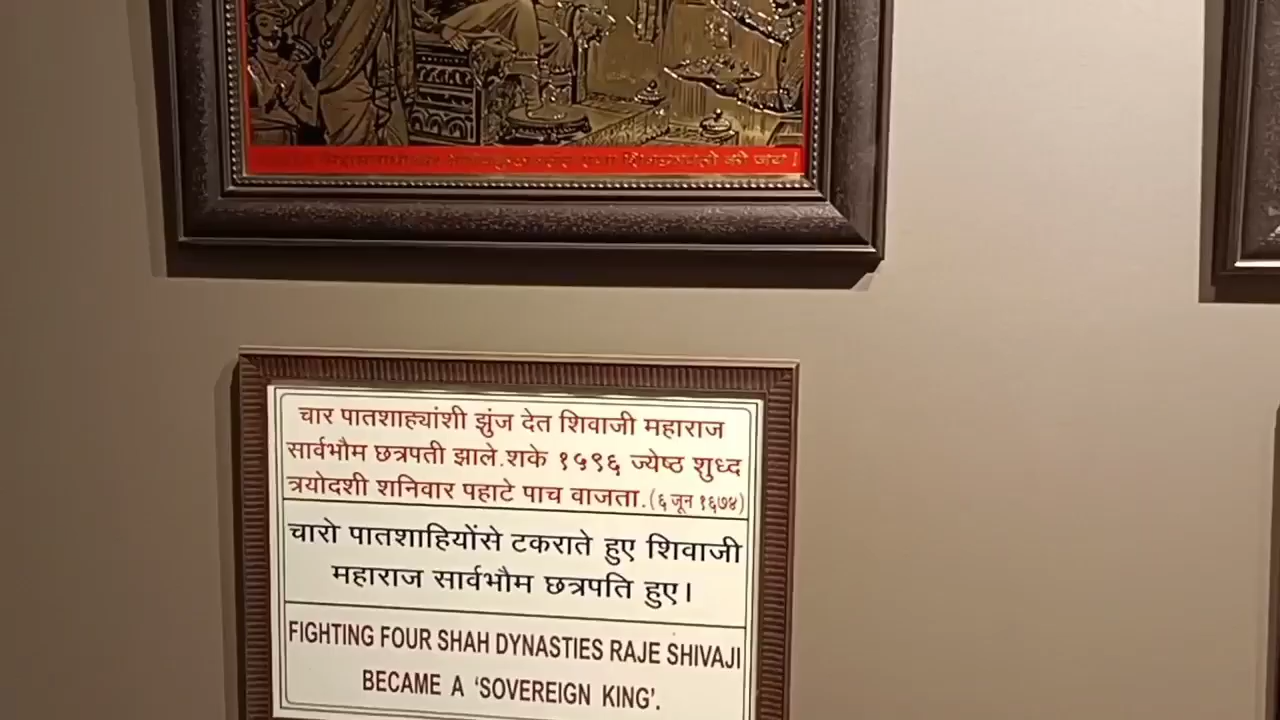 की जय!
चार पातशाह्यांशी झुंज देत शिवाजी महाराज
सार्वभौम छत्रपती झाले.शके १५९६ ज्येष्ठ शुध्द
त्रयोदशी शनिवार पहाटे पाच वाजता.(६ जून १६७४)
चारो पातशाहियोंसे टकराते हुए शिवाजी
महाराज सार्वभौम छत्रपति हुए।
FIGHTING FOUR SHAH DYNASTIES RAJE SHIVAJI
BECAME A ‘SOVEREIGN KING’.